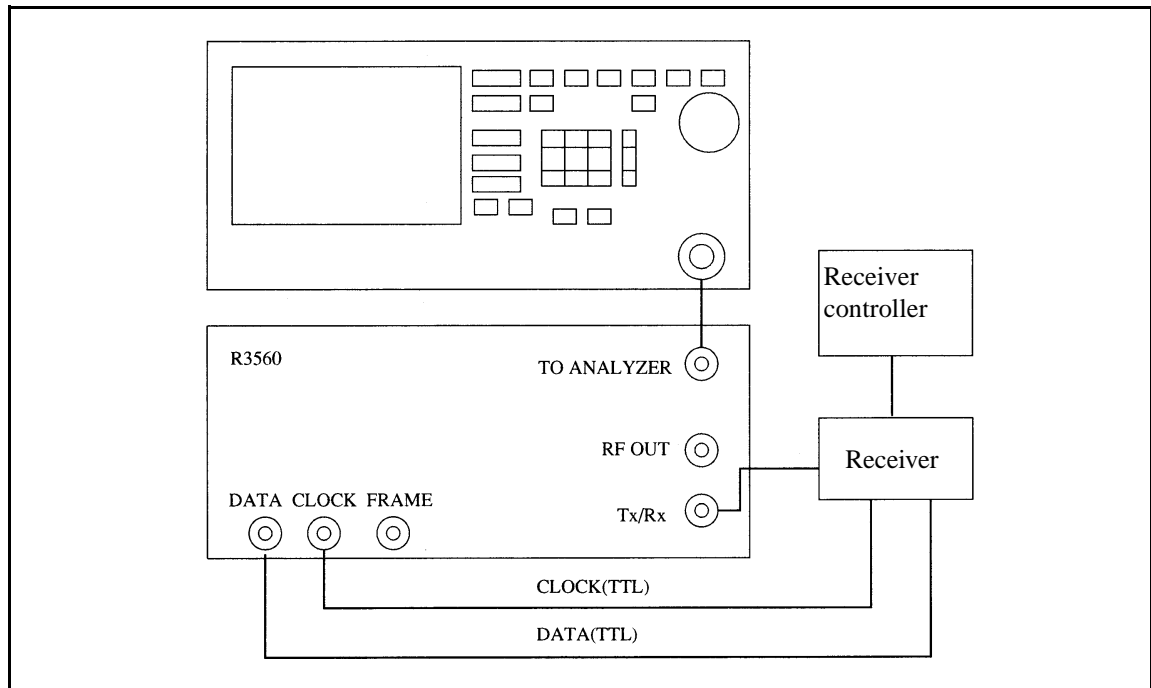 Receiver
controller
R3560
TO ANALYZER
RF OUT
Receiver
DATA CLOCK FRAME
Tx/Rx
CLOCK(TTL)
DATA(TTL)